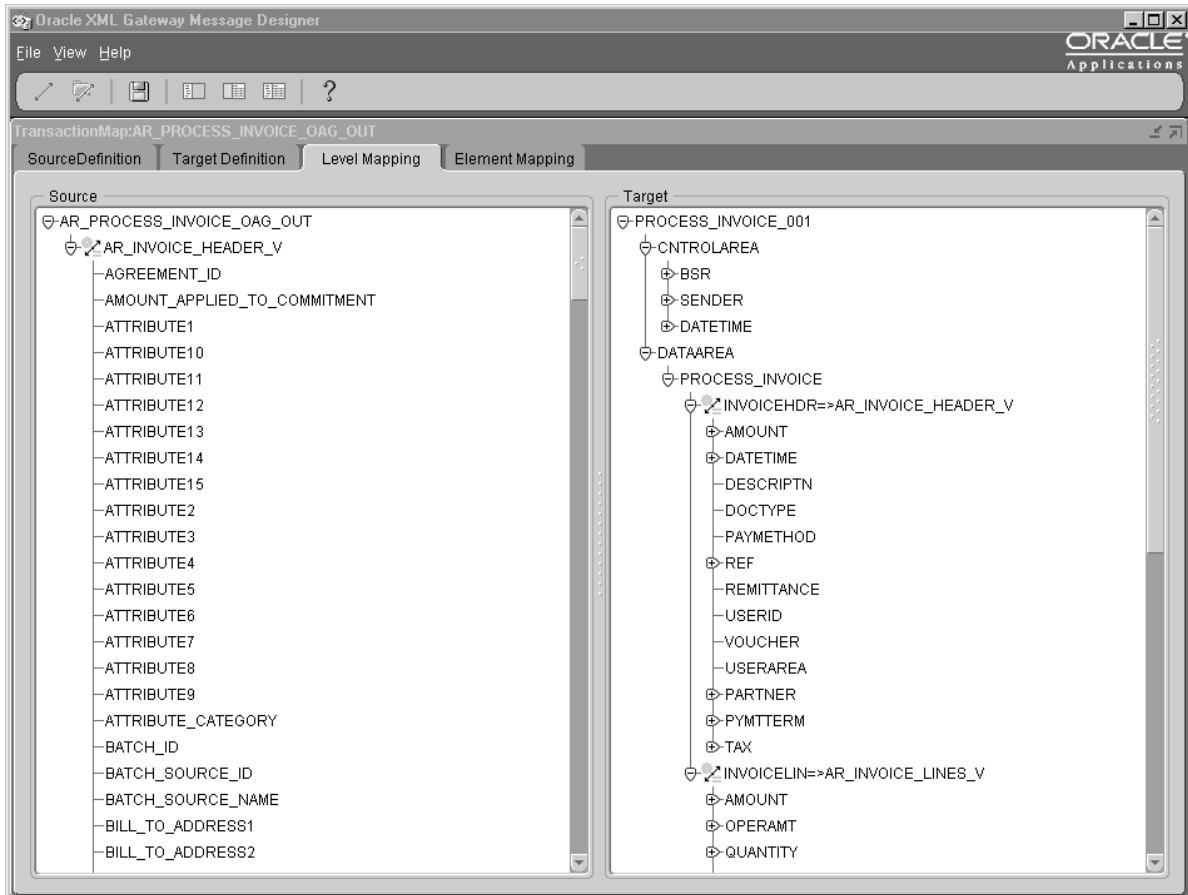 Oracle XML Gateway Message Designer
File View Help
ORACLE
Applications
?
TransactionMap:AR_PROCESS_INVOICE_OAG_OUT
SourceDefinition Target Definition Level Mapping Element Mapping
Source
AR_PROCESS_INVOICE_OAG_OUT
AR_INVOICE_HEADER_V
AGREEMENT_ID
AMOUNT_APPLIED_TO_COMMITMENT
ATTRIBUTE1
ATTRIBUTE10
ATTRIBUTE11
ATTRIBUTE12
ATTRIBUTE13
ATTRIBUTE14
ATTRIBUTE15
ATTRIBUTE2
ATTRIBUTE3
ATTRIBUTE4
ATTRIBUTE5
ATTRIBUTE6
ATTRIBUTE7
ATTRIBUTE8
ATTRIBUTE9
ATTRIBUTE_CATEGORY
BATCH_ID
BATCH_SOURCE_ID
BATCH_SOURCE_NAME
BILL_TO_ADDRESS1
BILL_TO_ADDRESS2
Target
PROCESS_INVOICE_001
CNTROLAREA
BSR
SENDER
DATETIME
DATAAREA
PROCESS_INVOICE
INVOICEHDR=>AR_INVOICE_HEADER_V
AMOUNT
DATETIME
DESCRIPTN
DOCTYPE
PAYMETHOD
REF
REMITTANCE
USERID
VOUCHER
USERAREA
PARTNER
PYMTTERM
TAX
INVOICELIN=>AR_INVOICE_LINES_V
AMOUNT
OPERAMT
QUANTITY